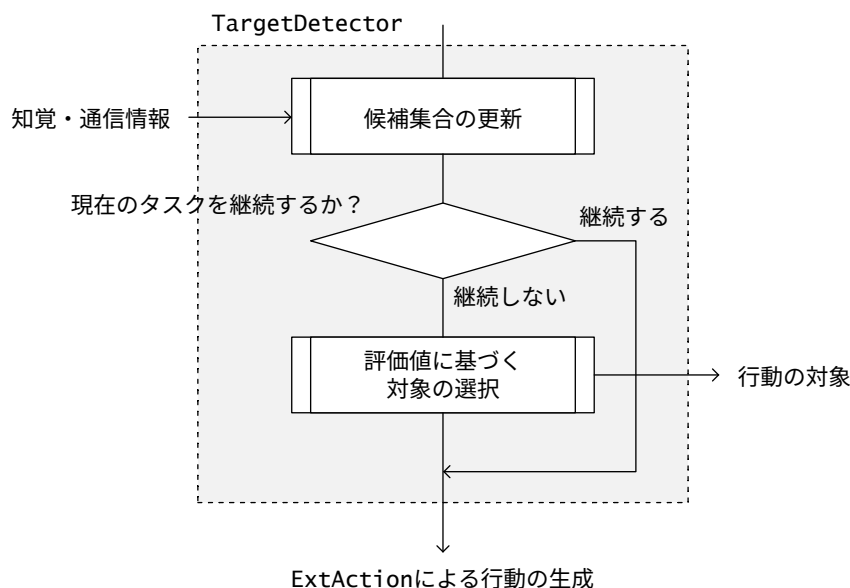 TargetDetector
候補集合の更新
知覚・通信情報
現在のタスクを継続するか？
継続する
継続しない
評価値に基づく
対象の選択
行動の対象
ExtActionによる行動の生成